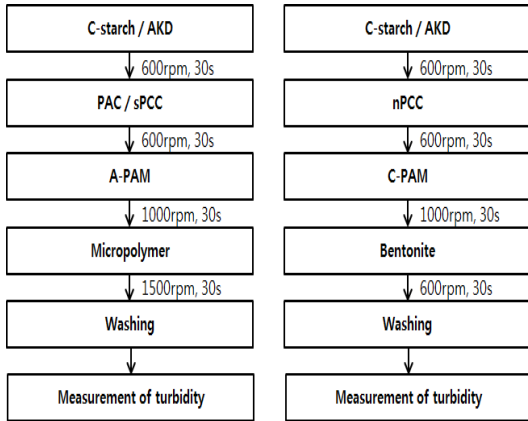 C-starch / AKD
600rpm, 30s
PAC / sPCC
600rpm, 30s
A-PAM
1000rpm, 30s
Micropolymer
1500rpm, 30s
Washing
Measurement of turbidity
C-starch / AKD
600rpm, 30s
nPCC
600rpm, 30s
C-PAM
1000rpm, 30s
Bentonite
600rpm, 30s
Washing
Measurement of turbidity